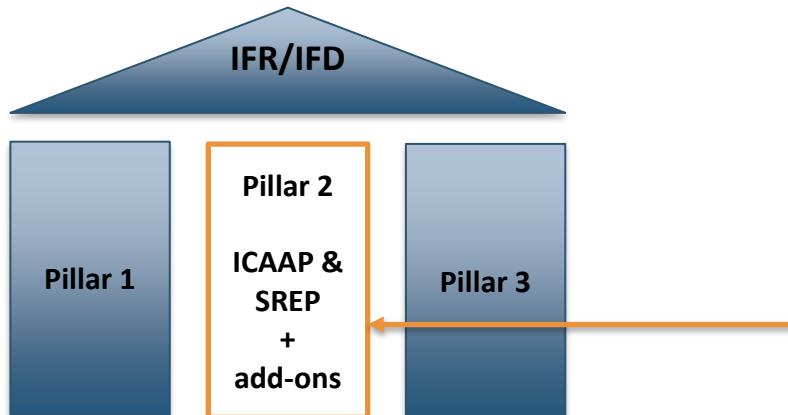 IFR/IFD
Pillar 1
Pillar 2
ICAAP &
SREP
+
add-ons
Pillar 3